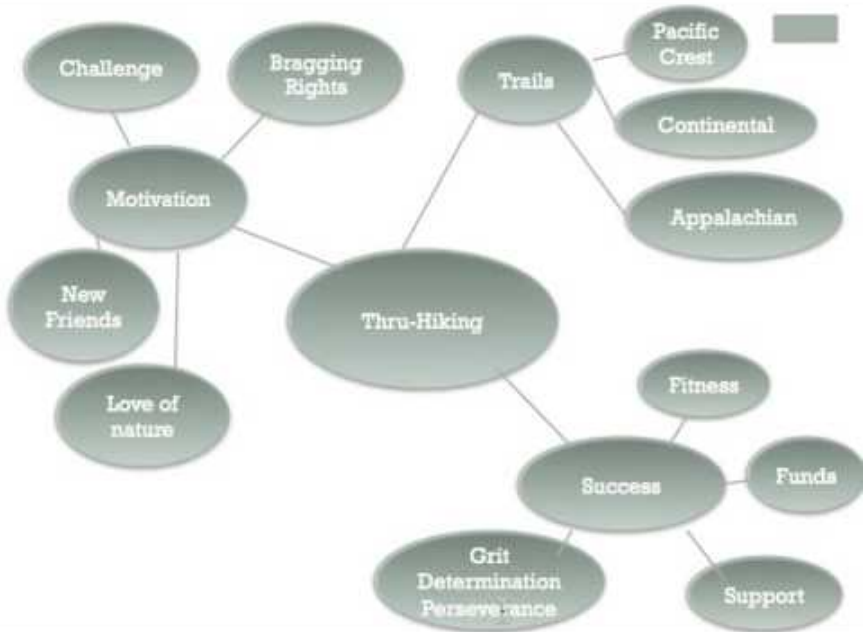 Challenge
Bragging
Rights
Trails
Pacific
Crest
Continental
Appalachian
Motivation
New
Friends
Love of
nature
Thru-Hiking
Fitness
Success
Funds
Grit
Determination
Perseverance
Support